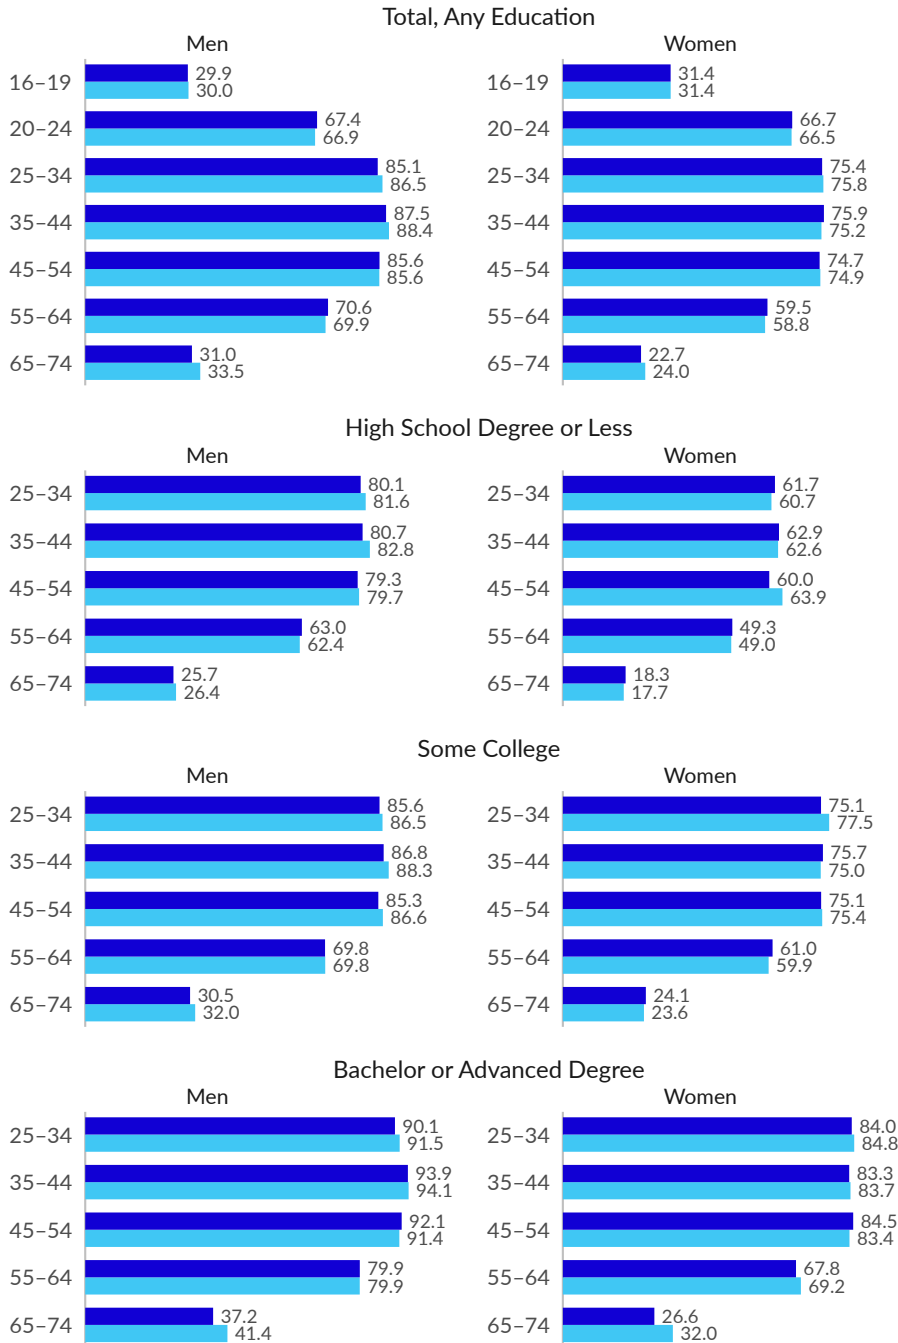 Total, Any Education
Men Women
16–19 29.9 16–19 31.4
30.0 31.4
20–24 67.4 20–24 66.7
66.9 66.5
25–34 85.1 25–34 75.4
86.5 75.8
35–44 87.5 35–44 75.9
88.4 75.2
45–54 85.6 45–54 74.7
85.6 74.9
55–64 70.6 55–64 59.5
69.9 58.8
65–74 31.0 65–74 22.7
33.5 24.0
High School Degree or Less
Men Women
25–34 80.1 25–34 61.7
81.6 60.7
35–44 80.7 35–44 62.9
82.8 62.6
45–54 79.3 45–54 60.0
79.7 63.9
55–64 63.0 55–64 49.3
62.4 49.0
65–74 25.7 65–74 18.3
26.4 17.7
Some College
Men Women
25–34 85.6 25–34 75.1
86.5 77.5
35–44 86.8 35–44 75.7
88.3 75.0
45–54 85.3 45–54 75.1
86.6 75.4
55–64 69.8 55–64 61.0
69.8 59.9
65–74 30.5 65–74 24.1
32.0 23.6
Bachelor or Advanced Degree
Men Women
25–34 90.1 25–34 84.0
91.5 84.8
35–44 93.9 35–44 83.3
94.1 83.7
45–54 92.1 45–54 84.5
91.4 83.4
55–64 79.9 55–64 67.8
79.9 69.2
65–74 37.2 65–74 26.6
41.4 32.0